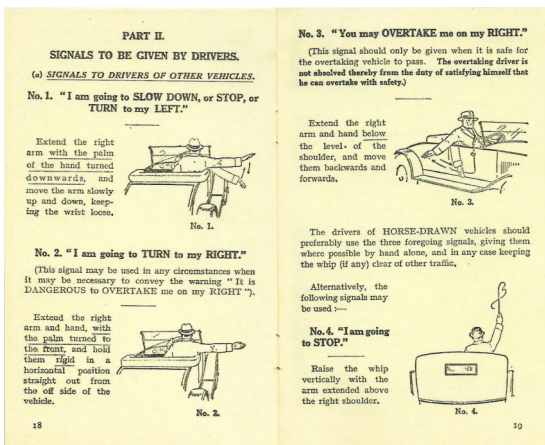 PART II.
SIGNALS TO BE GIVEN BY DRIVERS.
(a) SIGNALS TO DRIVERS OF OTHER VEHICLES.
No. 1. "I am going to SLOW DOWN, or STOP, or
TURN to my LEFT."
Extend the right
arm with the palm
of the hand turned
downwards, and
move the arm slowly
up and down, keep-
ing the wrist loose.
No. 1.
No. 2. "I am going to TURN to my RIGHT."
(This signal may be used in any circumstances when
it may be necessary to convey the warning "It is
DANGEROUS to OVERTAKE me on my RIGHT").
Extend the right
arm and hand, with
the palm turned to
the front, and hold
them rigid in a
horizontal position
straight out from
the off side of the
vehicle.
No. 2.
18
No. 3. "You may OVERTAKE me on my RIGHT."
(This signal should only be given when it is safe for
the overtaking vehicle to pass. The overtaking driver is
not absolved thereby from the duty of satisfying himself that
he can overtake with safety.)
Extend the right
arm and hand below
the level of the
shoulder, and move
them backwards and
forwards.
No. 3.
The drivers of HORSE-DRAWN vehicles should
preferably use the three foregoing signals, giving them
where possible by hand alone, and in any case keeping
the whip (if any) clear of other traffic.
Alternatively, the
following signals may
be used :—
No. 4. "I am going
to STOP."
Raise the whip
vertically with the
arm extended above
the right shoulder.
No. 4.
19